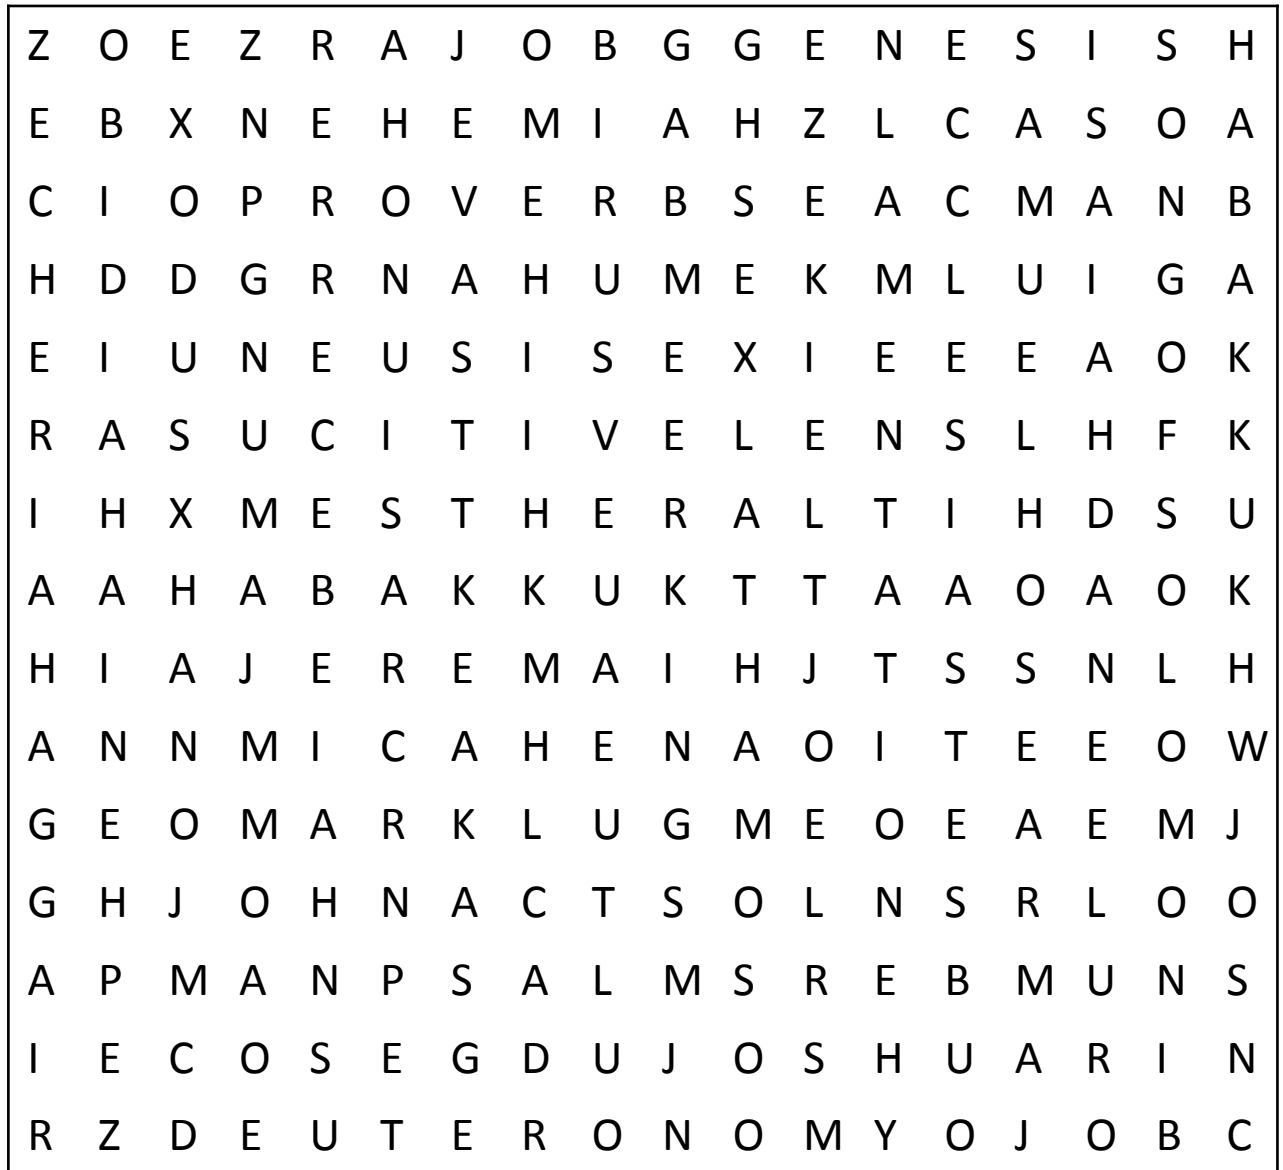 Z O E Z R A J O B G G E N E S I S H
E B X N E H E M I A H Z L C A S O A
C I O P R O V E R B S E A C M A N B
H D D G R N A H U M E K M L U I G A
E I U N E U S I S E X I E E E A O K
R A S U C I T I V E L E N S L H F K
I H X M E S T H E R A L T I H D S U
A A H A B A K K U K T T A A O A O K
H I A J E R E M A I H J T S S N L H
A N N M I C A H E N A O I T E E O W
G E O M A R K L U G M E O E A E M J
G H J O H N A C T S O L N S R L O O
A P M A N P S A L M S R E B M U N S
I E C O S E G D U J O S H U A R I N
R Z D E U T E R O N O M Y O J O B C